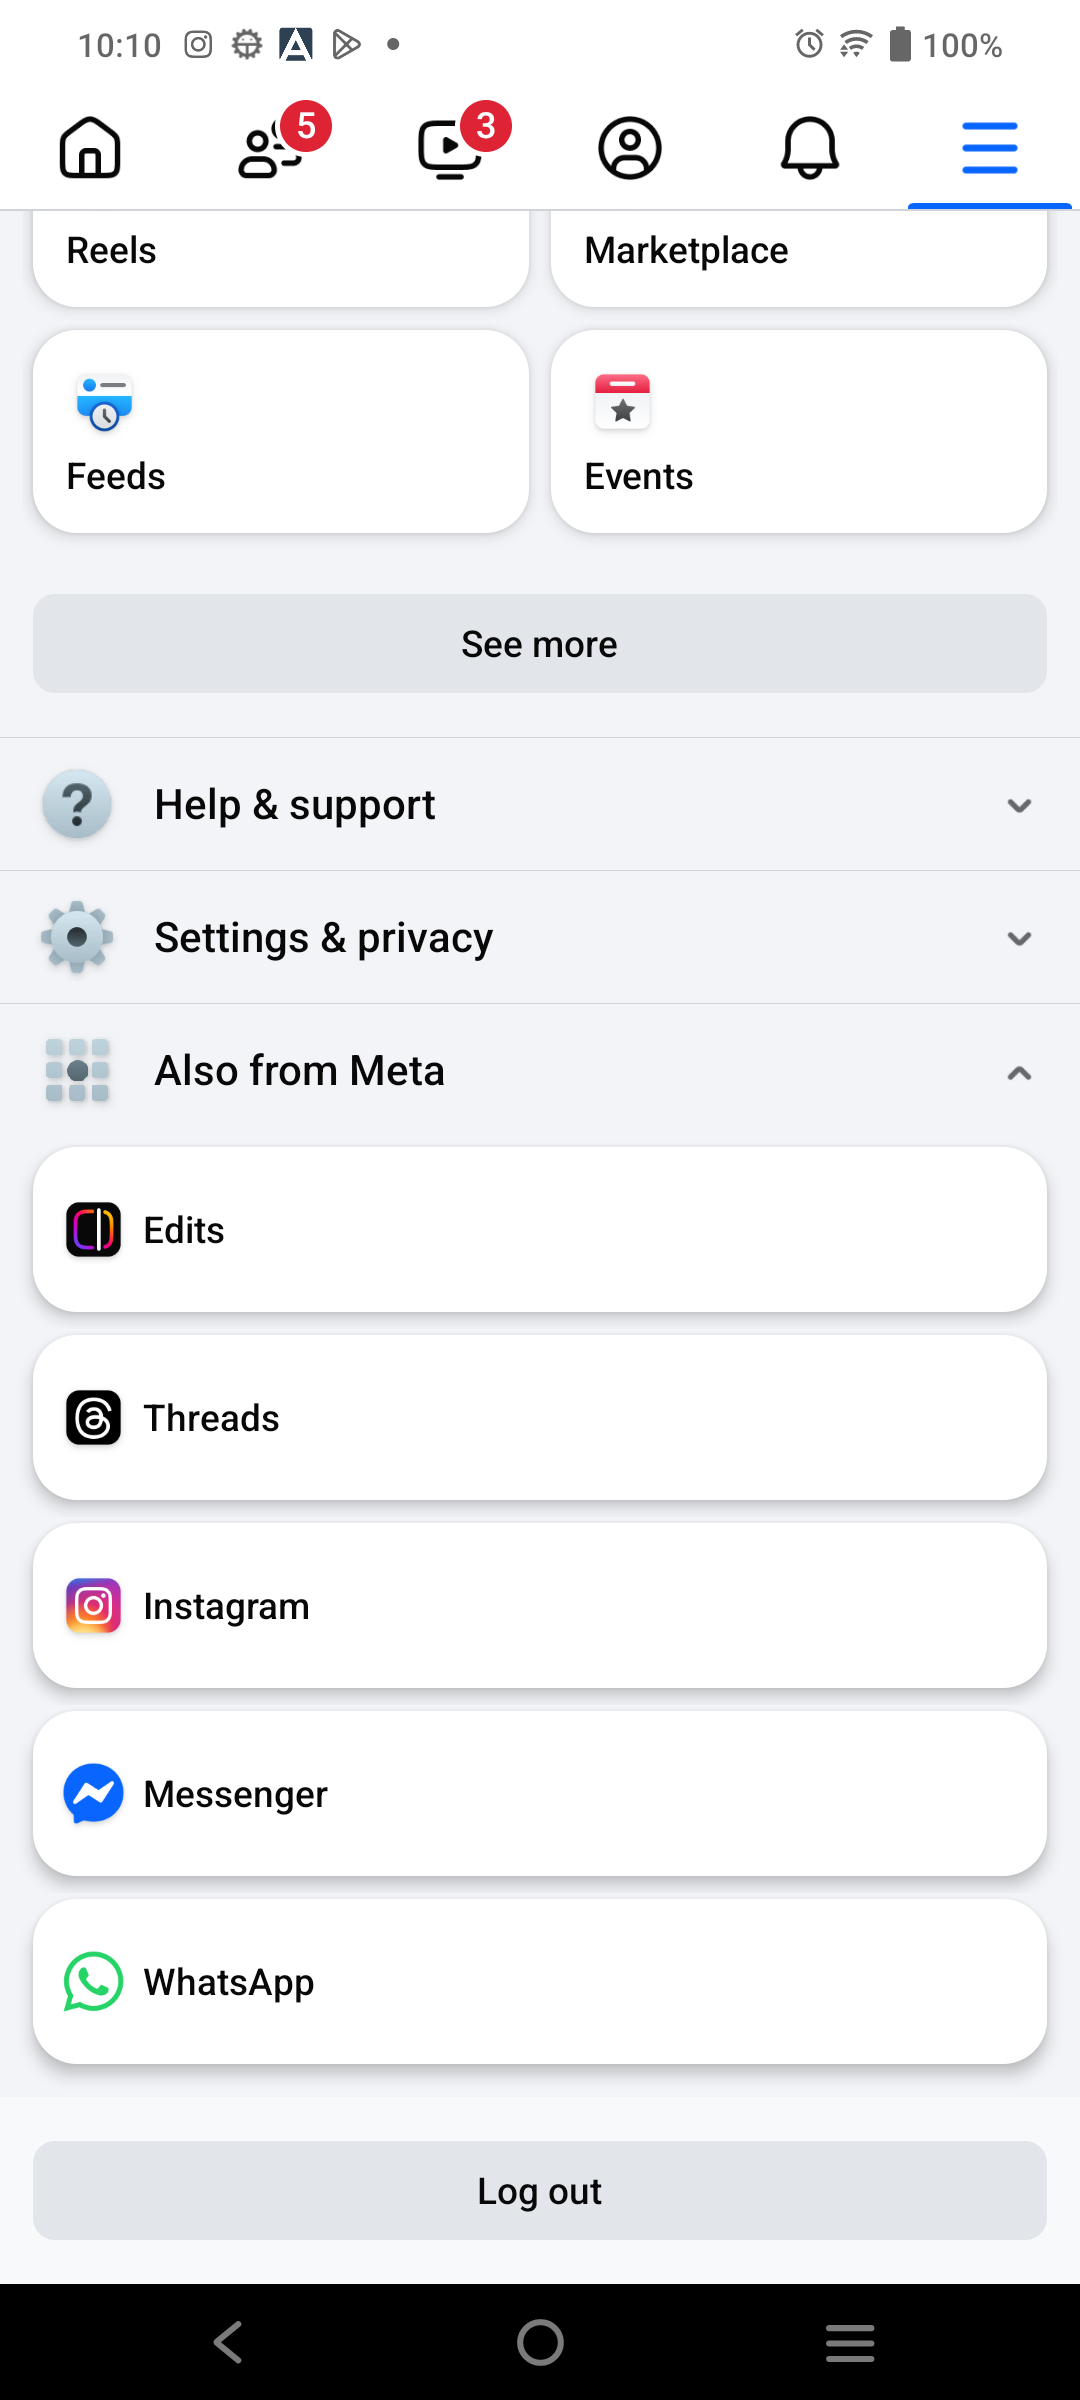 10:10
100%
5
3
Reels
Marketplace
Feeds
Events
See more
Help & support
Settings & privacy
Also from Meta
Edits
Threads
Instagram
Messenger
WhatsApp
Log out